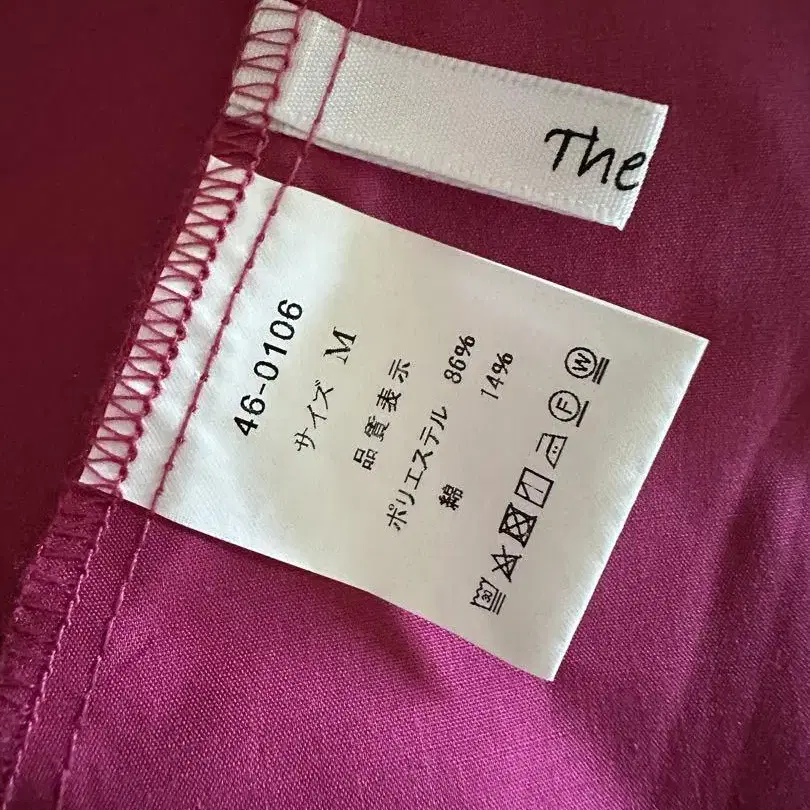 The
46-0106
サイズ M
品質表示
ポリエステル 86%
綿 14%
30
F W